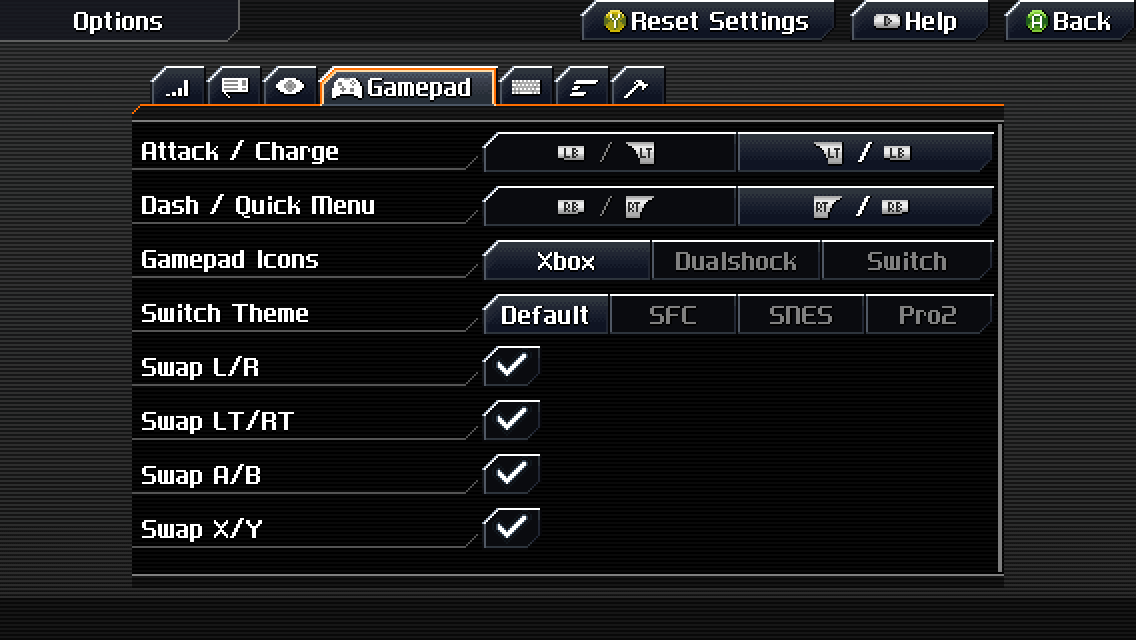 Options
Y Reset Settings
Help
A Back
Gamepad
Attack / Charge
LB / LT
LT / LB
Dash / Quick Menu
RB / RT
RT / RB
Gamepad Icons
Xbox
Dualshock
Switch
Switch Theme
Default
SFC
SNES
Pro2
Swap L/R
Swap LT/RT
Swap A/B
Swap X/Y